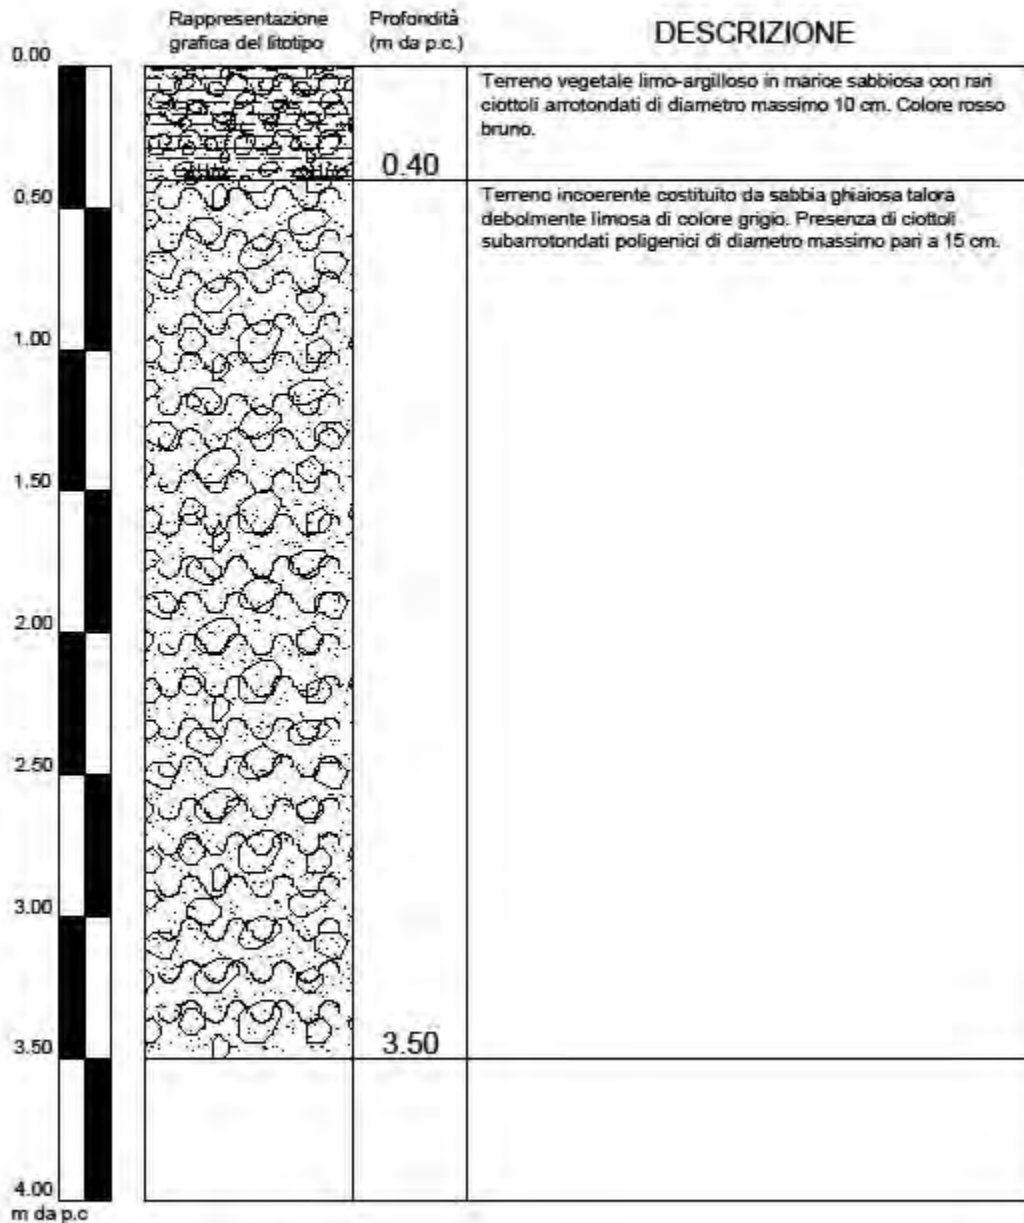 Rappresentazione
grafica del litotipo
Profondità
(m da p.c.)
DESCRIZIONE
0.00
Terreno vegetale limo-argilloso in matrice sabbiosa con rari
ciottoli arrotondati di diametro massimo 10 cm. Colore rosso
bruno.
0.40
0.50
Terreno incoerente costituito da sabbia ghiaiosa talora
debolmente limosa di colore grigio. Presenza di ciottoli
subarrotondati poligenici di diametro massimo pari a 15 cm.
1.00
1.50
2.00
2.50
3.00
3.50
3.50
4.00
m da p.c